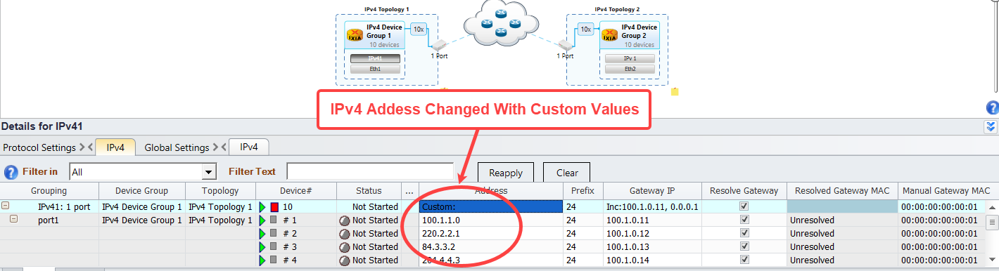 IPv4 Topology 1
IPv4 Topology 2
IPv4 Device Group 1
10 devices
10x
IXIA
IPv41
Eth1
1 Port
1 Port
10x
IXIA
IPv4 Device Group 2
10 devices
IPv 1
Eth2
IPv4 Addess Changed With Custom Values
Details for IPv41
Protocol Settings IPv4 Global Settings IPv4
Filter in All Filter Text Reapply Clear
Grouping Device Group Topology Device# Status ... Address Prefix Gateway IP Resolve Gateway Resolved Gateway MAC Manual Gateway MAC
IPv41: 1 port IPv4 Device Group 1 IPv4 Topology 1 10 Not Started Custom: 24 Inc:100.1.0.11, 0.0.0.1 00:00:00:00:00:01
port1 IPv4 Device Group 1 IPv4 Topology 1 # 1 Not Started 100.1.1.0 24 100.1.0.11 Unresolved 00:00:00:00:00:01
# 2 Not Started 220.2.2.1 24 100.1.0.12 Unresolved 00:00:00:00:00:01
# 3 Not Started 84.3.3.2 24 100.1.0.13 Unresolved 00:00:00:00:00:01
# 4 Not Started 204.4.4.3 24 100.1.0.14 Unresolved 00:00:00:00:00:01